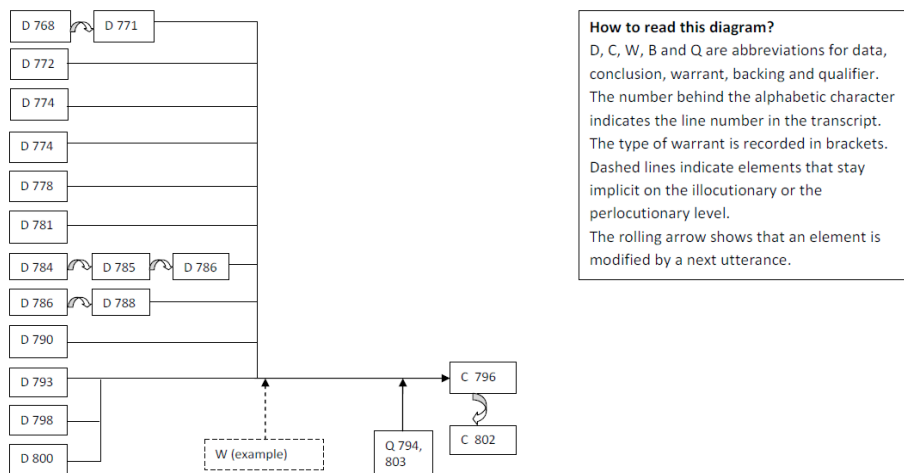 D 768
D 771
D 772
D 774
D 774
D 778
D 781
D 784
D 785
D 786
D 786
D 788
D 790
D 793
D 798
D 800
W (example)
Q 794,
803
C 796
C 802
How to read this diagram?
D, C, W, B and Q are abbreviations for data,
conclusion, warrant, backing and qualifier.
The number behind the alphabetic character
indicates the line number in the transcript.
The type of warrant is recorded in brackets.
Dashed lines indicate elements that stay
implicit on the illocutionary or the
perlocutionary level.
The rolling arrow shows that an element is
modified by a next utterance.